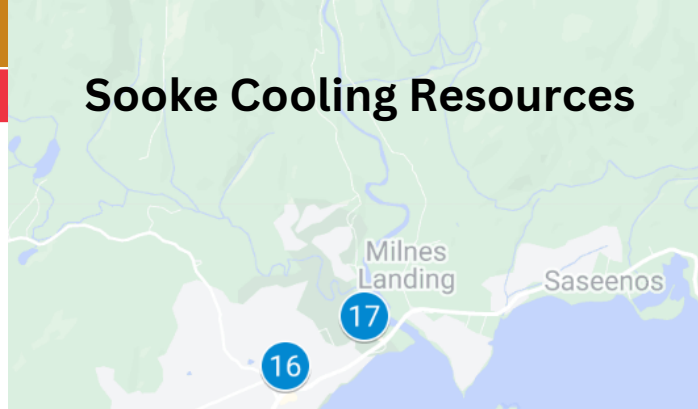 Sooke Cooling Resources
Milnes
Landing
Saseenos
17
16